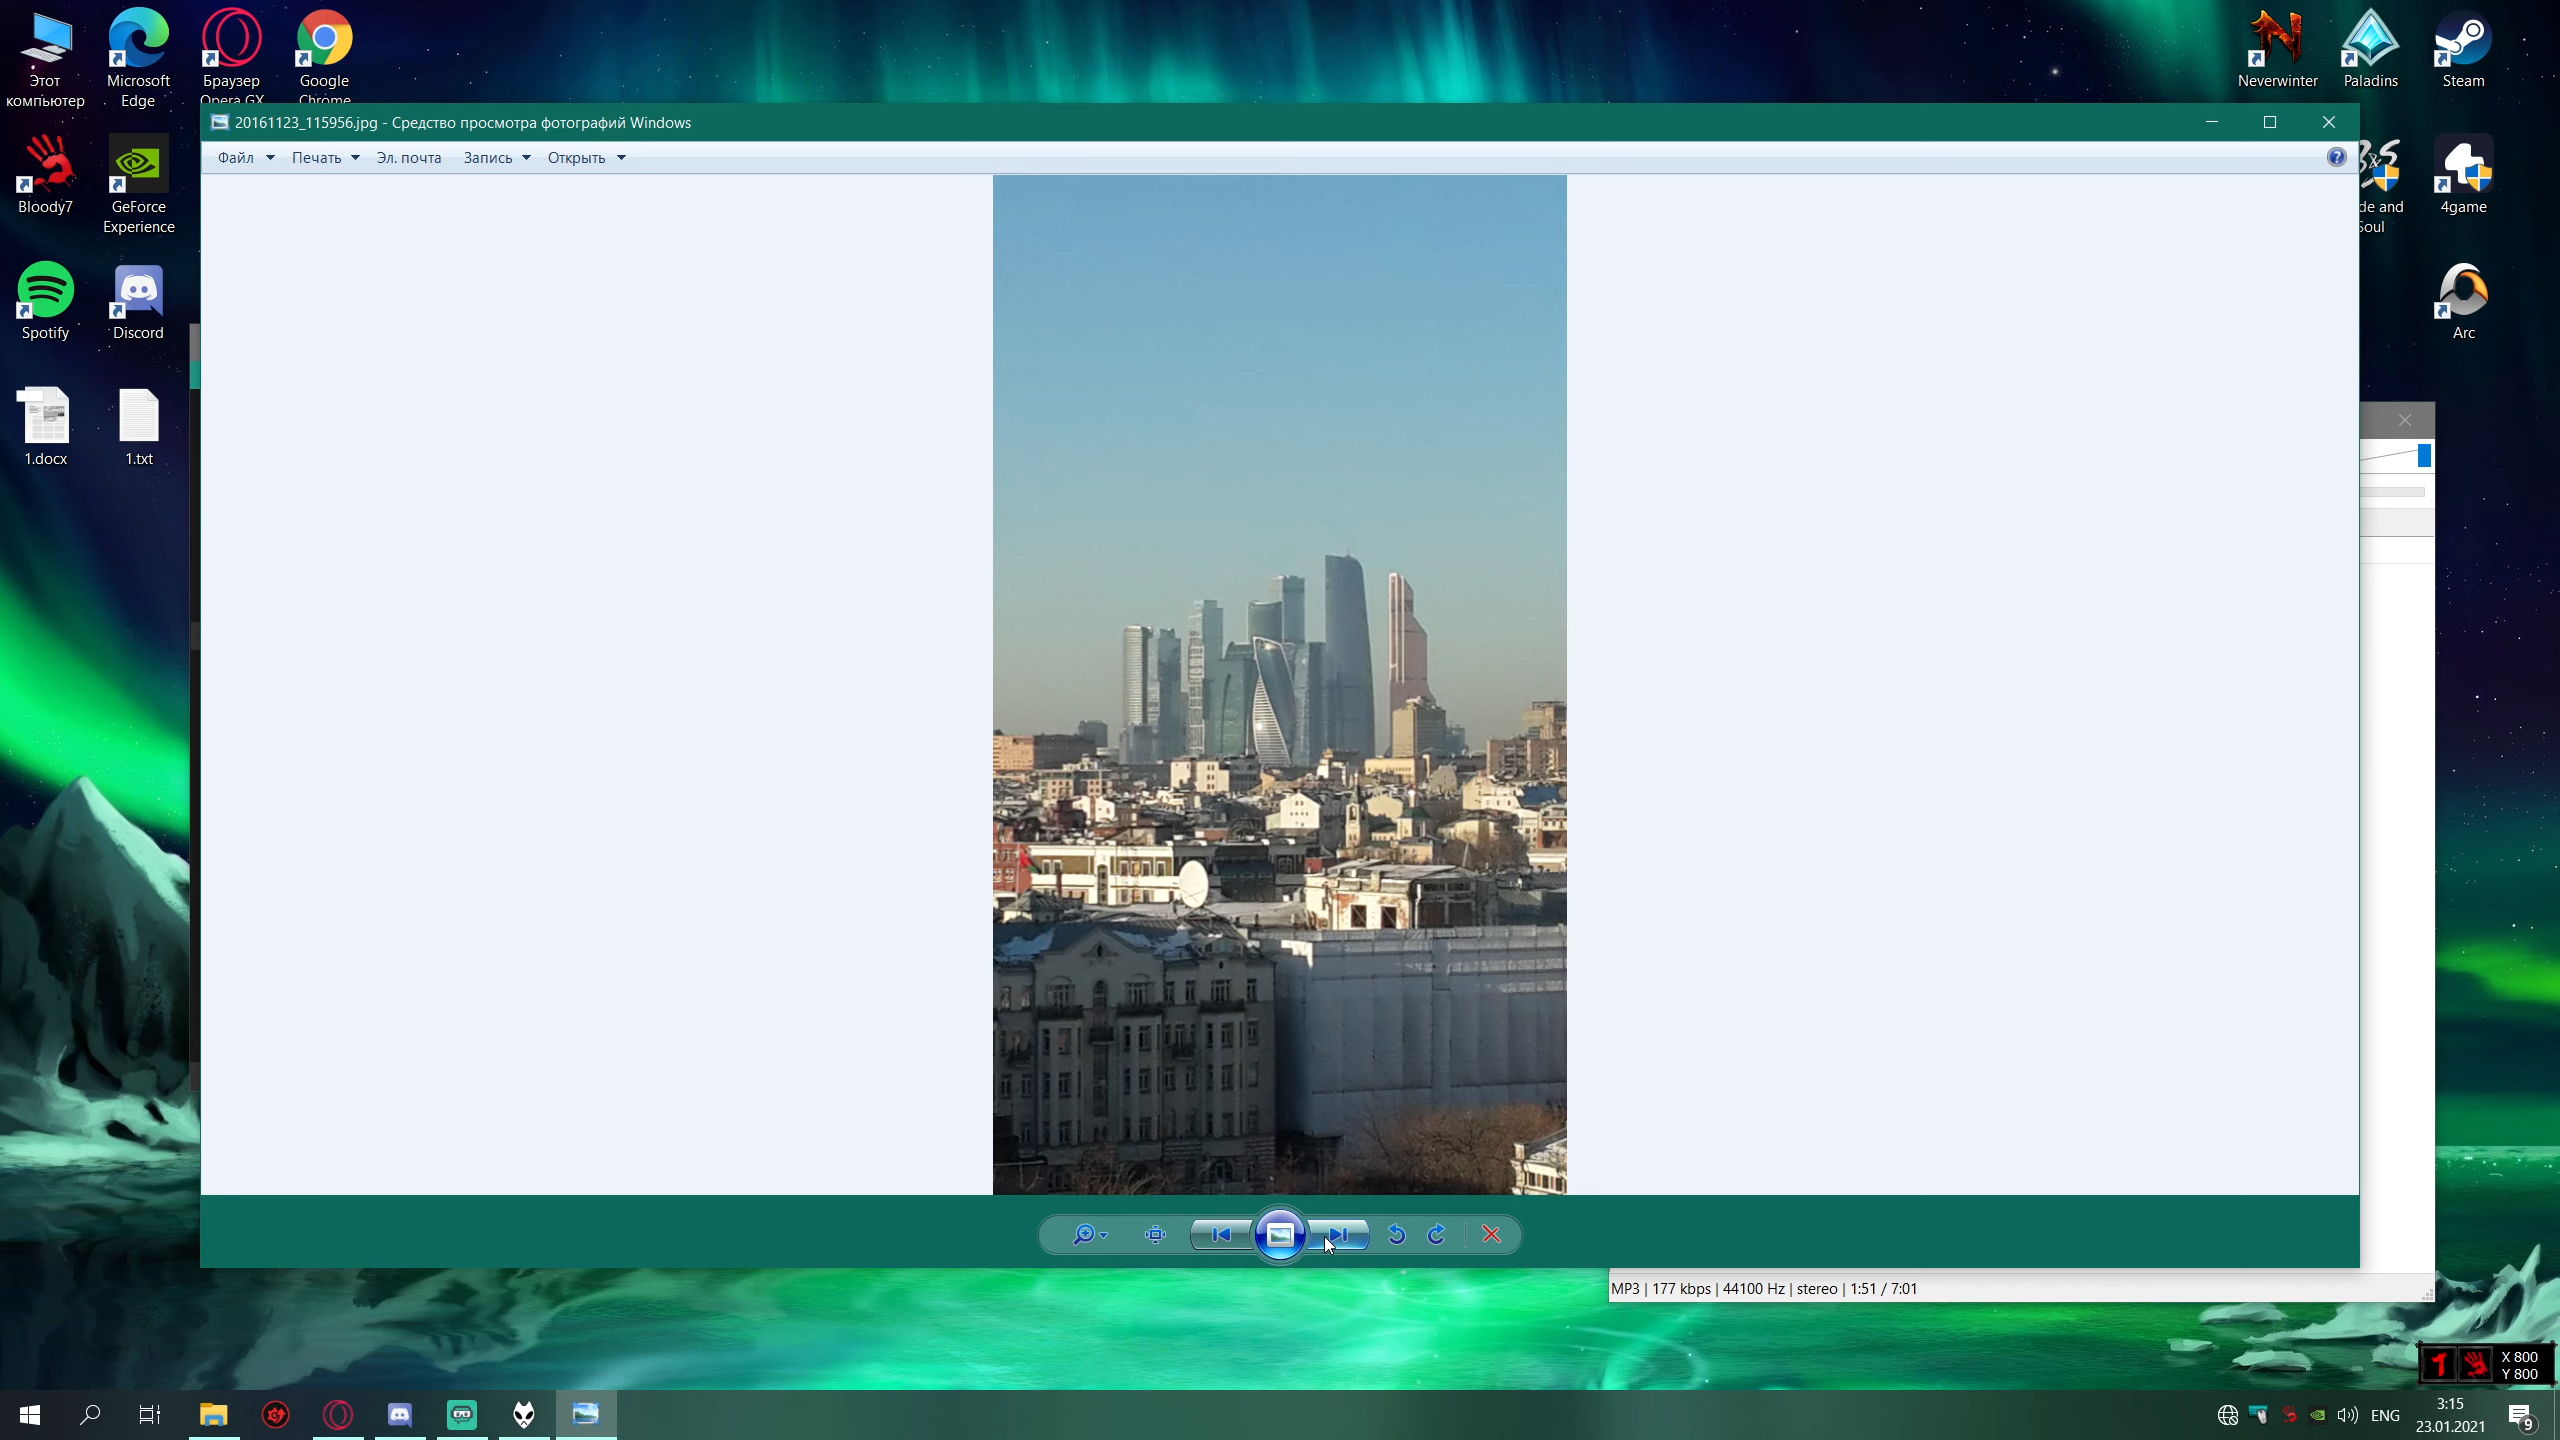 Этот
компьютер
Microsoft
Edge
Браузер
Opera GX
Google
Chrome
Neverwinter
Paladins
Steam
20161123_115956.jpg - Средство просмотра фотографий Windows
Файл
Печать
Эл. почта
Запись
Открыть
Bloody7
GeForce
Experience
de and
Soul
4game
Spotify
Discord
Arc
1.docx
1.txt
MP3 | 177 kbps | 44100 Hz | stereo | 1:51 / 7:01
X 800
Y 800
ENG
3:15
23.01.2021
9